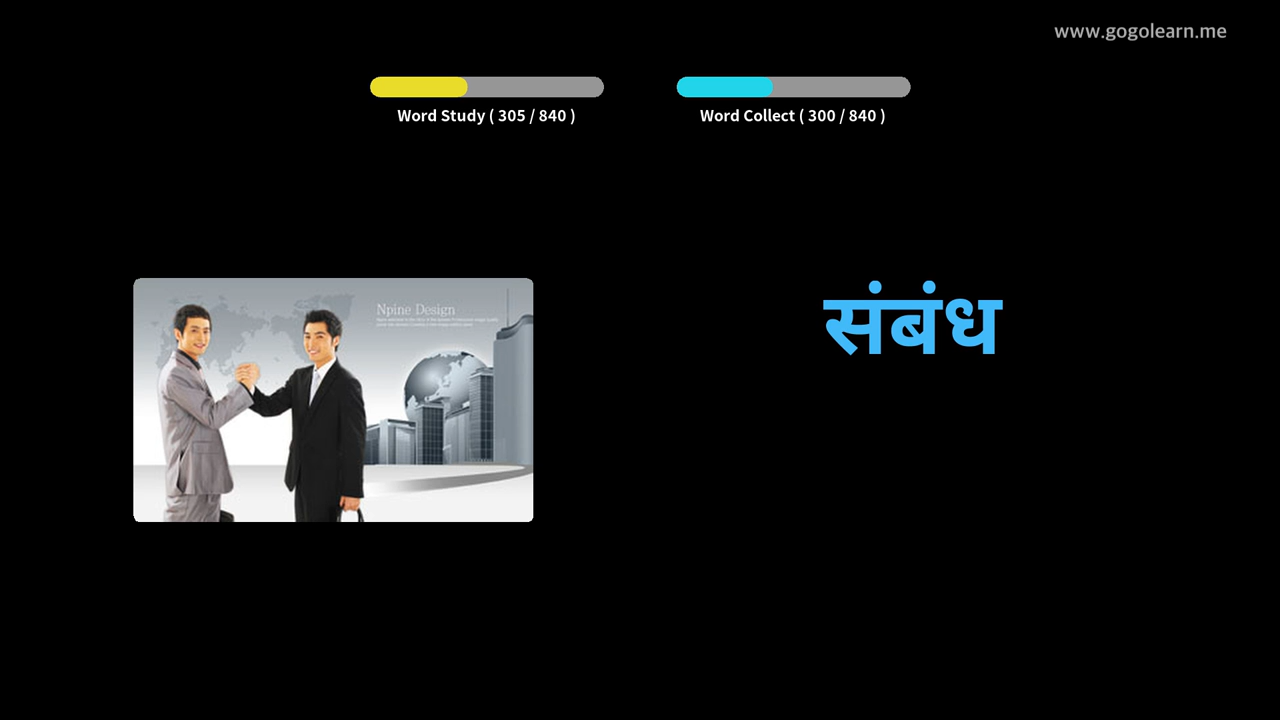 www.gogolearn.me
Word Study ( 305 / 840 )
Word Collect ( 300 / 840 )
Npine Design
संबंध